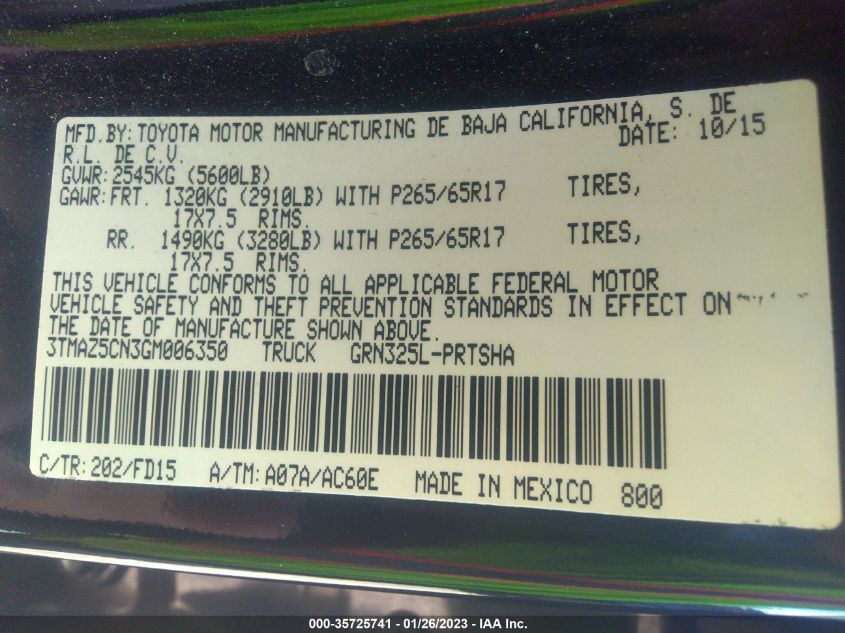 MFD.BY: TOYOTA MOTOR MANUFACTURING DE BAJA CALIFORNIA, S. DE
R.L. DE C.V. DATE: 10/15
GVWR: 2545KG (5600LB)
GAWR: FRT. 1320KG (2910LB) WITH P265/65R17 TIRES,
17X7.5 RIMS.
RR. 1490KG (3280LB) WITH P265/65R17 TIRES,
17X7.5 RIMS.
THIS VEHICLE CONFORMS TO ALL APPLICABLE FEDERAL MOTOR
VEHICLE SAFETY AND THEFT PREVENTION STANDARDS IN EFFECT ON
THE DATE OF MANUFACTURE SHOWN ABOVE.
3TMAZ5CN3GM006350 TRUCK GRN325L-PRTSHA
C/TR: 202/FD15 A/TM: A07A/AC60E MADE IN MEXICO 800
000-35725741 - 01/26/2023 - IAA Inc.